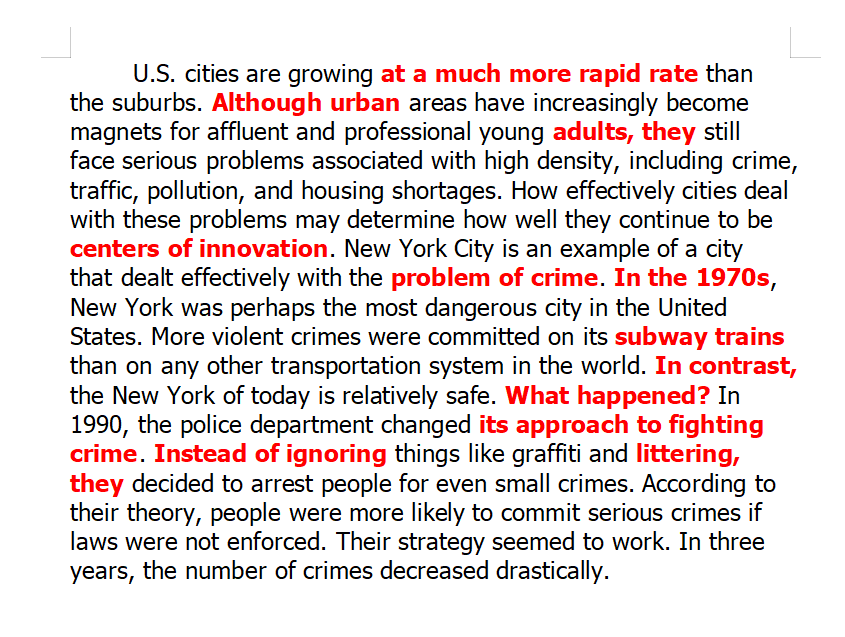 U.S. cities are growing at a much more rapid rate than
the suburbs. Although urban areas have increasingly become
magnets for affluent and professional young adults, they still
face serious problems associated with high density, including crime,
traffic, pollution, and housing shortages. How effectively cities deal
with these problems may determine how well they continue to be
centers of innovation. New York City is an example of a city
that dealt effectively with the problem of crime. In the 1970s,
New York was perhaps the most dangerous city in the United
States. More violent crimes were committed on its subway trains
than on any other transportation system in the world. In contrast,
the New York of today is relatively safe. What happened? In
1990, the police department changed its approach to fighting
crime. Instead of ignoring things like graffiti and littering,
they decided to arrest people for even small crimes. According to
their theory, people were more likely to commit serious crimes if
laws were not enforced. Their strategy seemed to work. In three
years, the number of crimes decreased drastically.